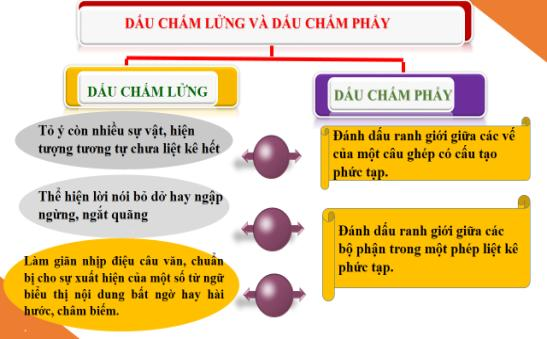 DẤU CHẤM LỬNG VÀ DẤU CHẤM PHẨY
DẤU CHẤM LỬNG
DẤU CHẤM PHẨY
Tỏ ý còn nhiều sự vật, hiện
tượng tương tự chưa liệt kê hết
Thể hiện lời nói bỏ dở hay ngập
ngừng, ngắt quãng
Làm giãn nhịp điệu câu văn, chuẩn
bị cho sự xuất hiện của một số từ ngữ
biểu thị nội dung bất ngờ hay hài
hước, châm biếm.
Đánh dấu ranh giới giữa các vế
của một câu ghép có cấu tạo
phức tạp.
Đánh dấu ranh giới giữa các
bộ phận trong một phép liệt kê
phức tạp.